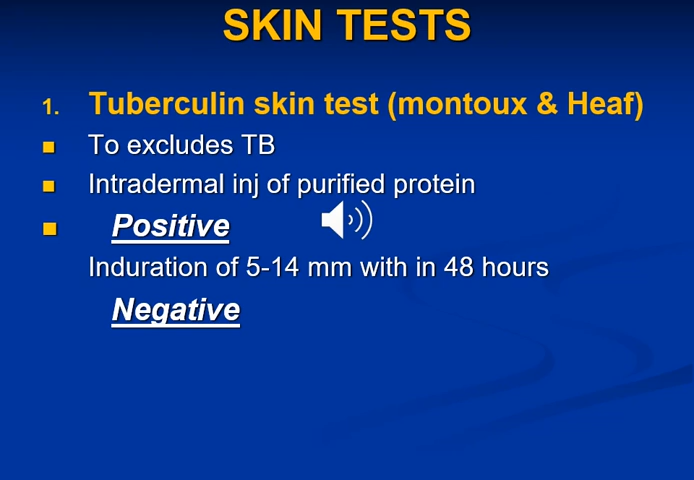 SKIN TESTS
1. Tuberculin skin test (montoux & Heaf)
To excludes TB
Intradermal inj of purified protein
Positive
Induration of 5-14 mm with in 48 hours
Negative